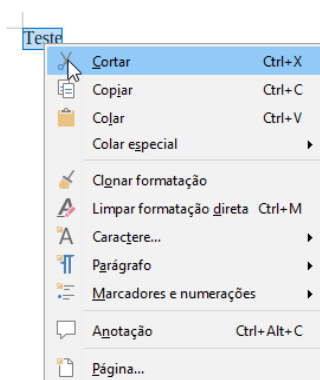 Teste
Cortar Ctrl+X
Copiar Ctrl+C
Colar Ctrl+V
Colar especial
Clonar formatação
Limpar formatação direta Ctrl+M
Caractere...
Parágrafo
Marcadores e numerações
Anotação Ctrl+Alt+C
Página...